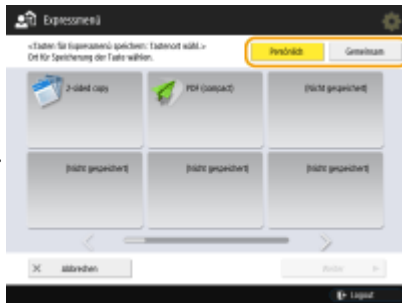 Expressmenü
<Tasten für Expressmenü speichern: Tastenort wähl.>
Ort für Speicherung der Taste wählen.
Persönlich
Gemeinsam
2-sided copy
PDF (compact)
(Nicht gespeichert)
(Nicht gespeichert)
(Nicht gespeichert)
(Nicht gespeichert)
Abbrechen
Weiter
Logout